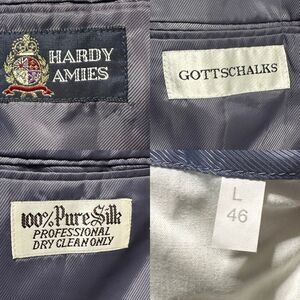 HARDY
AMIES
GOTTSCHALKS
100% Pure Silk
PROFESSIONAL
DRY CLEAN ONLY
L
46